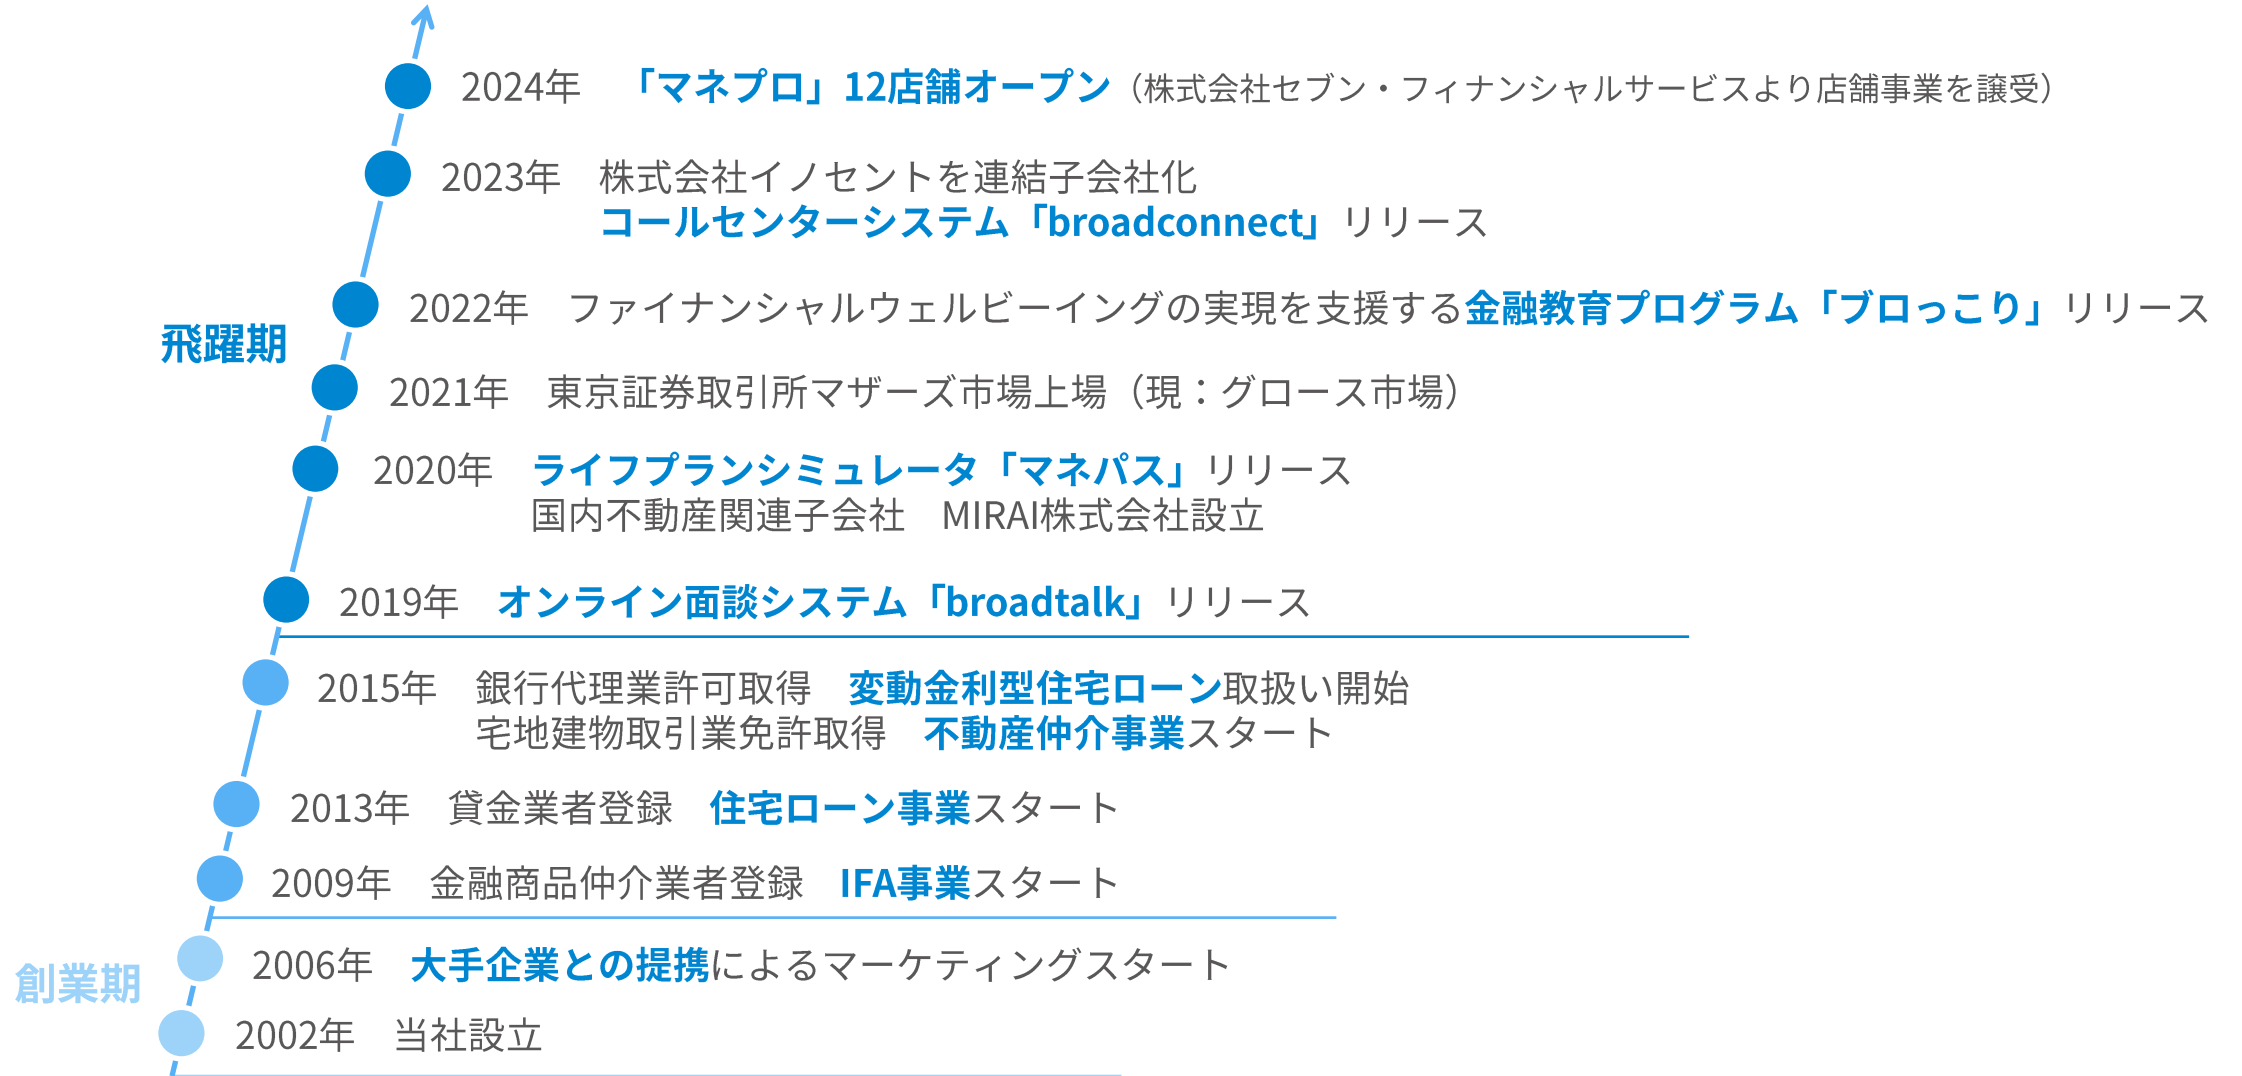 2024年　「マネプロ」12店舗オープン（株式会社セブン・フィナンシャルサービスより店舗事業を譲受）
2023年　株式会社イノセントを連結子会社化
コールセンターシステム「broadconnect」リリース
2022年　ファイナンシャルウェルビーイングの実現を支援する金融教育プログラム「ブロっこり」リリース
飛躍期
2021年　東京証券取引所マザーズ市場上場（現：グロース市場）
2020年　ライフプランシミュレータ「マネパス」リリース
国内不動産関連子会社　MIRAI株式会社設立
2019年　オンライン面談システム「broadtalk」リリース
2015年　銀行代理業許可取得　変動金利型住宅ローン取扱い開始
宅地建物取引業免許取得　不動産仲介事業スタート
2013年　貸金業者登録　住宅ローン事業スタート
2009年　金融商品仲介業者登録　IFA事業スタート
2006年　大手企業との提携によるマーケティングスタート
創業期
2002年　当社設立